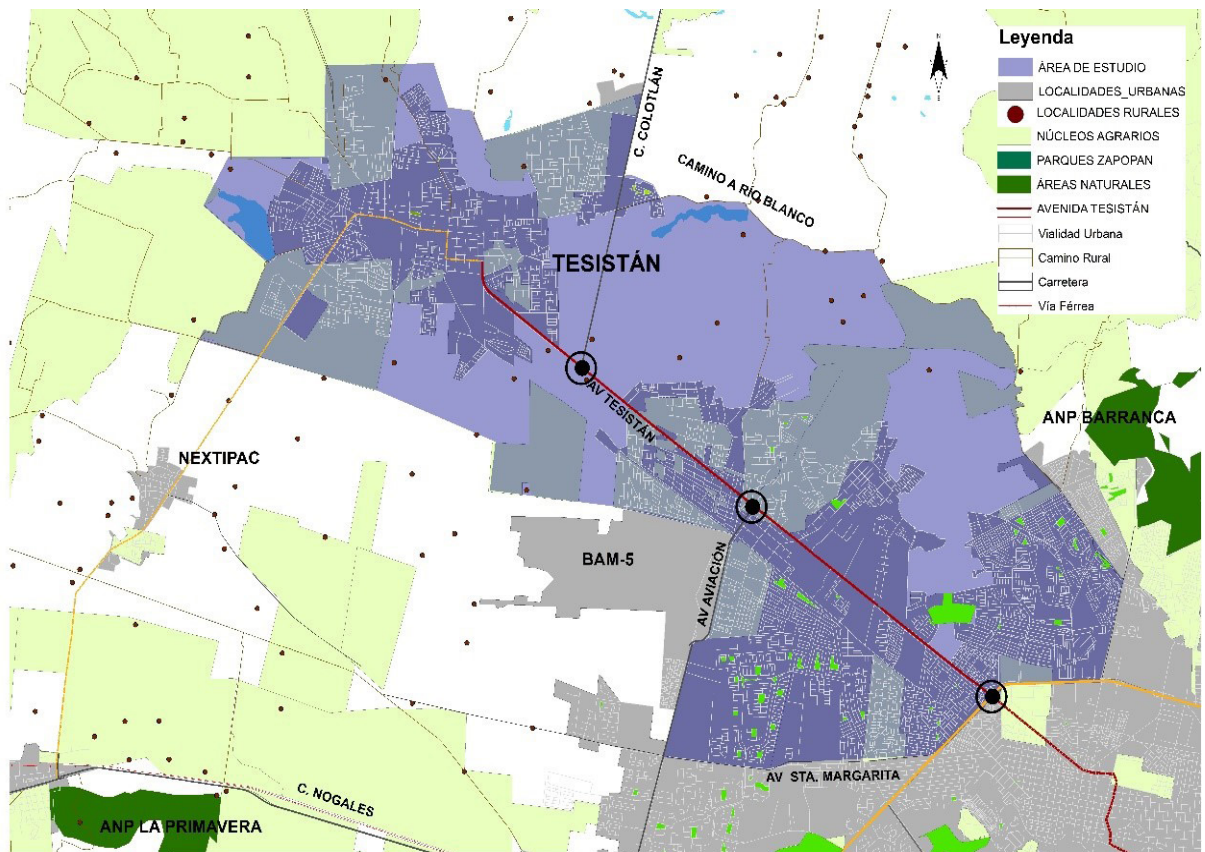 Leyenda
ÁREA DE ESTUDIO
LOCALIDADES_URBANAS
LOCALIDADES RURALES
NÚCLEOS AGRARIOS
PARQUES ZAPOPAN
ÁREAS NATURALES
AVENIDA TESISTÁN
Vialidad Urbana
Camino Rural
Carretera
Vía Férrea
N
C. COLOTLÁN
CAMINO A RÍO BLANCO
TESISTÁN
AV TESISTÁN
ANP BARRANCA
NEXTIPAC
BAM-5
AV AVIACIÓN
AV STA. MARGARITA
C. NOGALES
ANP LA PRIMAVERA